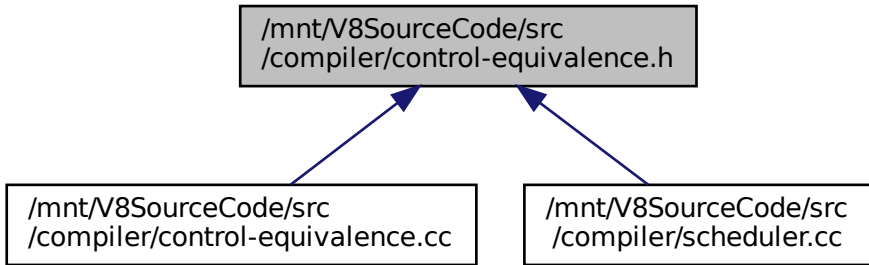 /mnt/V8SourceCode/src
/compiler/control-equivalence.h
/mnt/V8SourceCode/src
/compiler/control-equivalence.cc
/mnt/V8SourceCode/src
/compiler/scheduler.cc